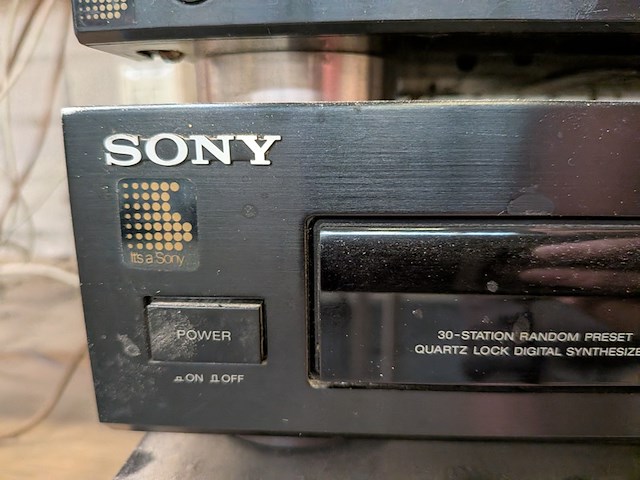 SONY
It's a Sony
POWER
ON OFF
30-STATION RANDOM PRESET
QUARTZ LOCK DIGITAL SYNTHESIZE